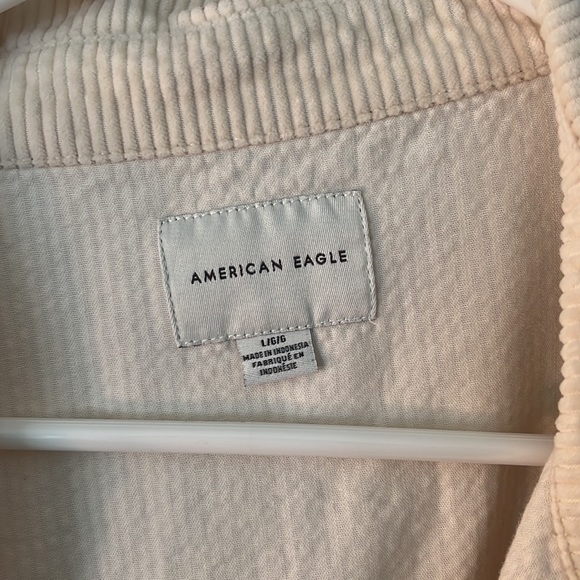 AMERICAN EAGLE
L/G/G
MADE IN INDONESIA
FABRIQUÉ EN
INDONÉSIE